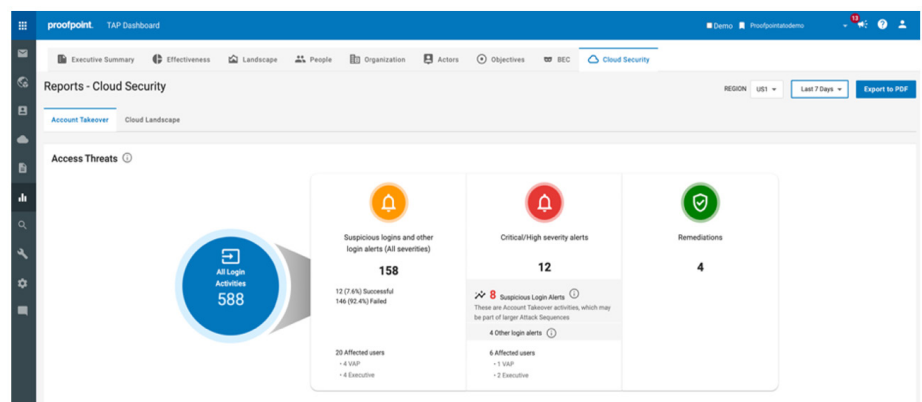 proofpoint. TAP Dashboard
Demo Proofpointatodemo
13
Executive Summary Effectiveness Landscape People Organization Actors Objectives BEC Cloud Security
Reports - Cloud Security
REGION US1 Last 7 Days Export to PDF
Account Takeover Cloud Landscape
Access Threats
All Login
Activities
588
Suspicious logins and other
login alerts (All severities)
158
12 (7.6%) Successful
146 (92.4%) Failed
20 Affected users
- 4 VAP
- 4 Executive
Critical/High severity alerts
12
8 Suspicious Login Alerts
These are Account Takeover activities, which may
be part of larger Attack Sequences
4 Other login alerts
6 Affected users
- 1 VAP
- 2 Executive
Remediations
4